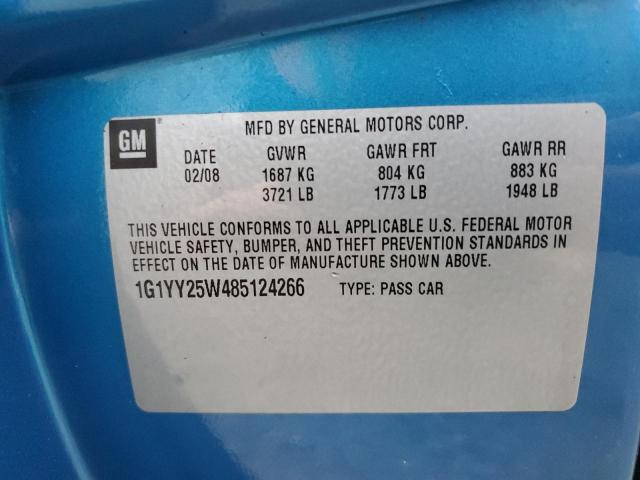 GM
MFD BY GENERAL MOTORS CORP.
DATE GVWR GAWR FRT GAWR RR
02/08 1687 KG 804 KG 883 KG
3721 LB 1773 LB 1948 LB
THIS VEHICLE CONFORMS TO ALL APPLICABLE U.S. FEDERAL MOTOR
VEHICLE SAFETY, BUMPER, AND THEFT PREVENTION STANDARDS IN
EFFECT ON THE DATE OF MANUFACTURE SHOWN ABOVE.
1G1YY25W485124266 TYPE: PASS CAR